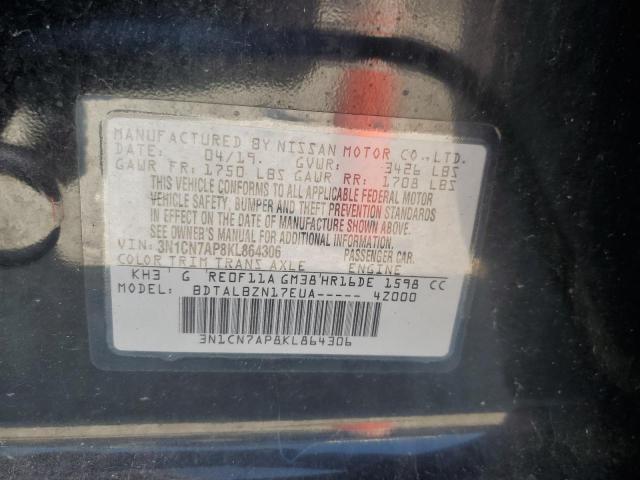 MANUFACTURED BY NISSAN MOTOR CO.,LTD.
DATE: 04/19. GVWR: 3426 LBS
GAWR FR: 1750 LBS GAWR RR: 1708 LBS
THIS VEHICLE CONFORMS TO ALL APPLICABLE FEDERAL MOTOR
VEHICLE SAFETY, BUMPER AND THEFT PREVENTION STANDARDS
IN EFFECT ON THE DATE OF MANUFACTURE SHOWN ABOVE.
SEE OWNER'S MANUAL FOR ADDITIONAL INFORMATION.
VIN: 3N1CN7AP8KL864306 PASSENGER CAR.
COLOR TRIM TRANS AXLE ENGINE
KH3 G RE0F11A GM38 HR16DE 1598 CC
MODEL: BDTALBZN17EUA----- 4Z000
3N1CN7AP8KL864306